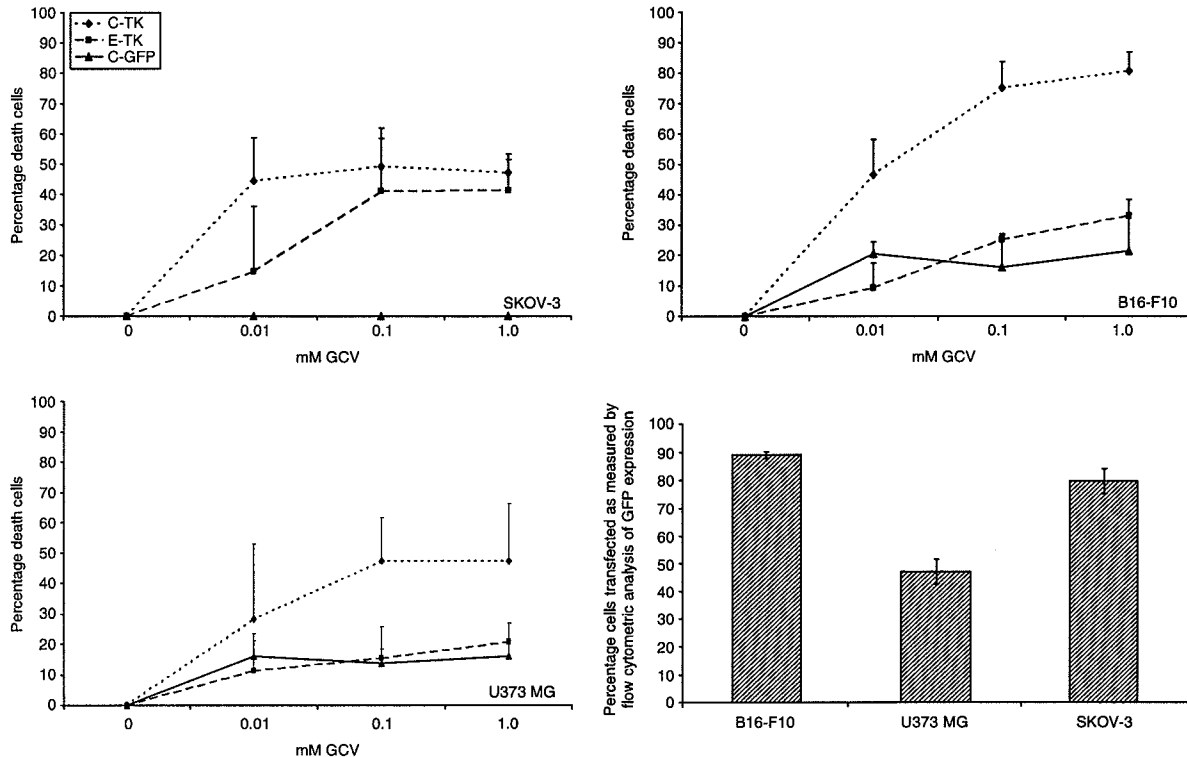 C-TK
E-TK
C-GFP
100
90
80
70
60
50
40
30
20
10
0
Percentage death cells
SKOV-3
0 0.01 0.1 1.0
mM GCV
100
90
80
70
60
50
40
30
20
10
0
Percentage death cells
B16-F10
0 0.01 0.1 1.0
mM GCV
100
90
80
70
60
50
40
30
20
10
0
Percentage death cells
U373 MG
0 0.01 0.1 1.0
mM GCV
Percentage cells transfected as measured by
flow cytometric analysis of GFP expression
100
90
80
70
60
50
40
30
20
10
0
B16-F10 U373 MG SKOV-3